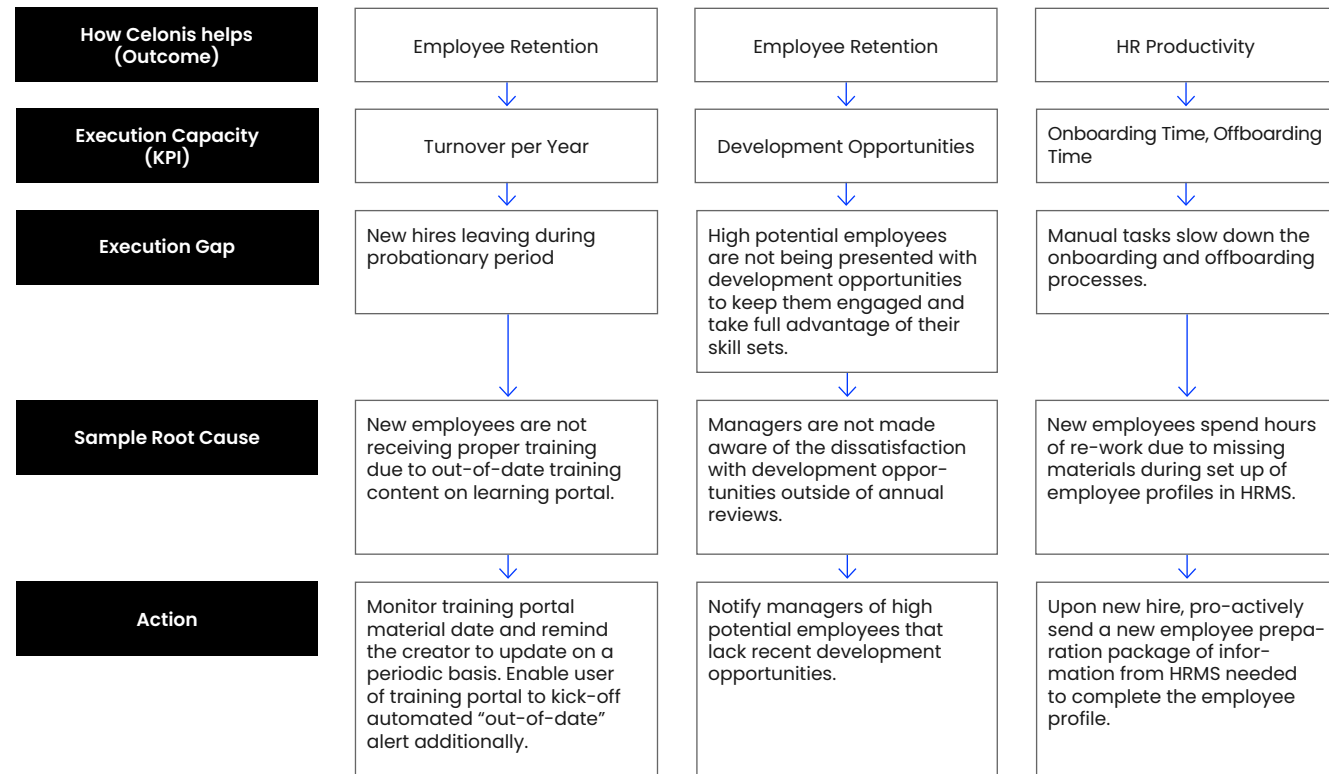 How Celonis helps
(Outcome)
Employee Retention
Employee Retention
HR Productivity
Execution Capacity
(KPI)
Turnover per Year
Development Opportunities
Onboarding Time, Offboarding
Time
Execution Gap
New hires leaving during
probationary period
High potential employees
are not being presented with
development opportunities
to keep them engaged and
take full advantage of their
skill sets.
Manual tasks slow down the
onboarding and offboarding
processes.
Sample Root Cause
New employees are not
receiving proper training
due to out-of-date training
content on learning portal.
Managers are not made
aware of the dissatisfaction
with development oppor-
tunities outside of annual
reviews.
New employees spend hours
of re-work due to missing
materials during set up of
employee profiles in HRMS.
Action
Monitor training portal
material date and remind
the creator to update on a
periodic basis. Enable user
of training portal to kick-off
automated “out-of-date”
alert additionally.
Notify managers of high
potential employees that
lack recent development
opportunities.
Upon new hire, pro-actively
send a new employee prepa-
ration package of infor-
mation from HRMS needed
to complete the employee
profile.